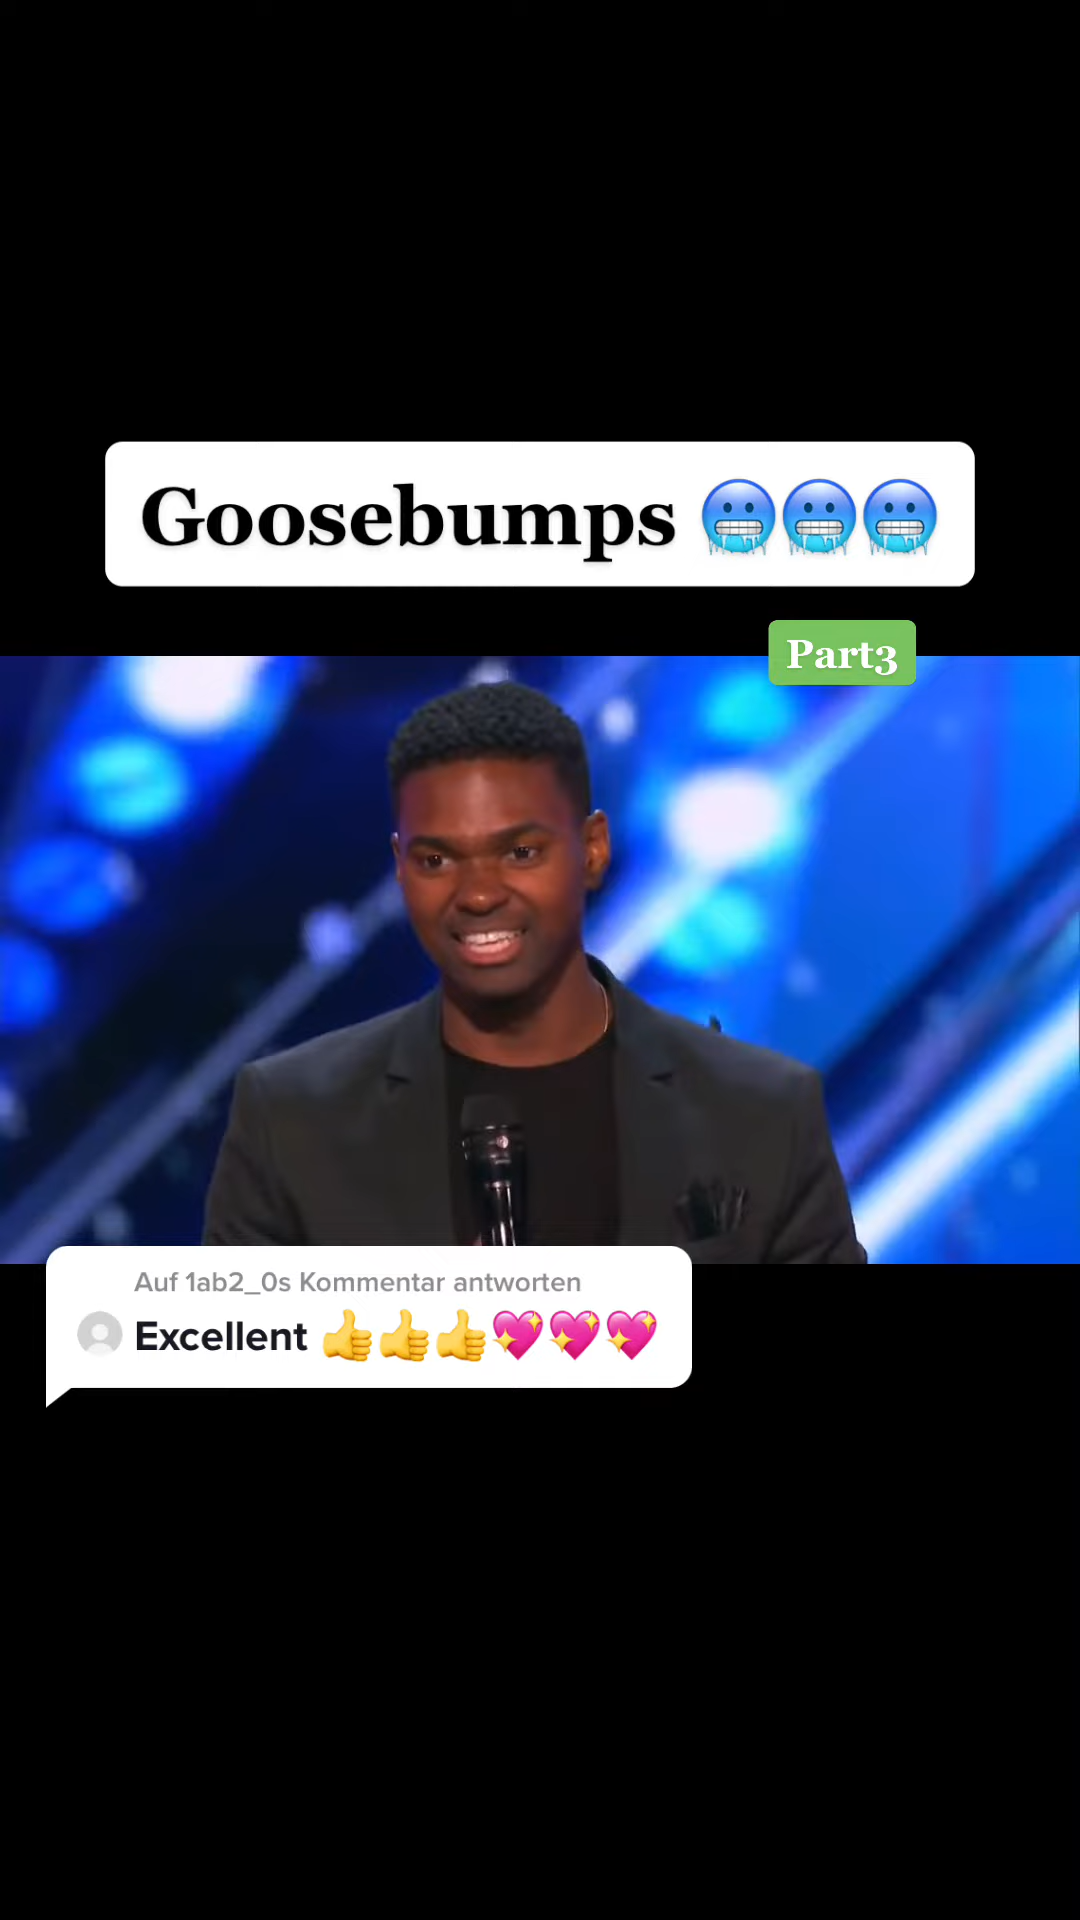 Goosebumps 🥶🥶🥶
Part3
Auf 1ab2_0s Kommentar antworten
Excellent 👍👍👍💖💖💖